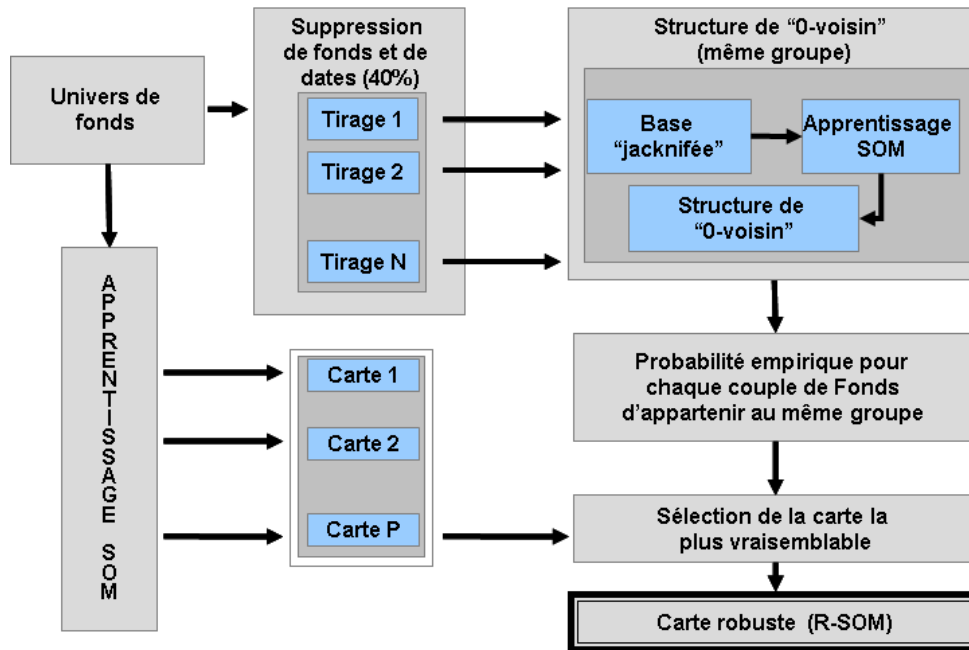 Univers de
fonds
Suppression
de fonds et de
dates (40%)
Tirage 1
Tirage 2
Tirage N
Structure de “0-voisin”
(même groupe)
Base
“jacknifée”
Apprentissage
SOM
Structure de
“0-voisin”
APPRENTISSAGE SOM
Carte 1
Carte 2
Carte P
Probabilité empirique pour
chaque couple de Fonds
d’appartenir au même groupe
Sélection de la carte la
plus vraisemblable
Carte robuste (R-SOM)